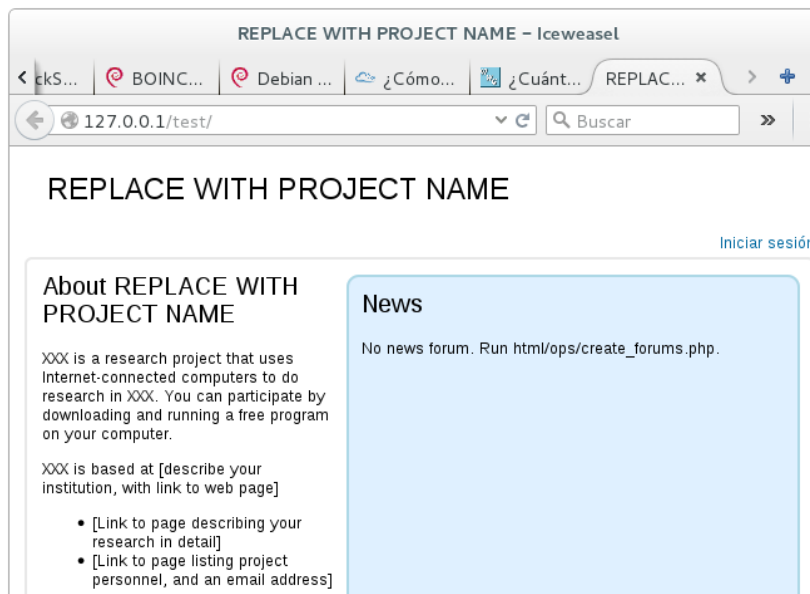 REPLACE WITH PROJECT NAME – Iceweasel
ckS... BOINC... Debian ... ¿Cómo... ¿Cuánt... REPLAC... ×
127.0.0.1/test/ Buscar »
REPLACE WITH PROJECT NAME
Iniciar sesión
About REPLACE WITH
PROJECT NAME
XXX is a research project that uses
Internet-connected computers to do
research in XXX. You can participate by
downloading and running a free program
on your computer.
XXX is based at [describe your
institution, with link to web page]
• [Link to page describing your
research in detail]
• [Link to page listing project
personnel, and an email address]
News
No news forum. Run html/ops/create_forums.php.